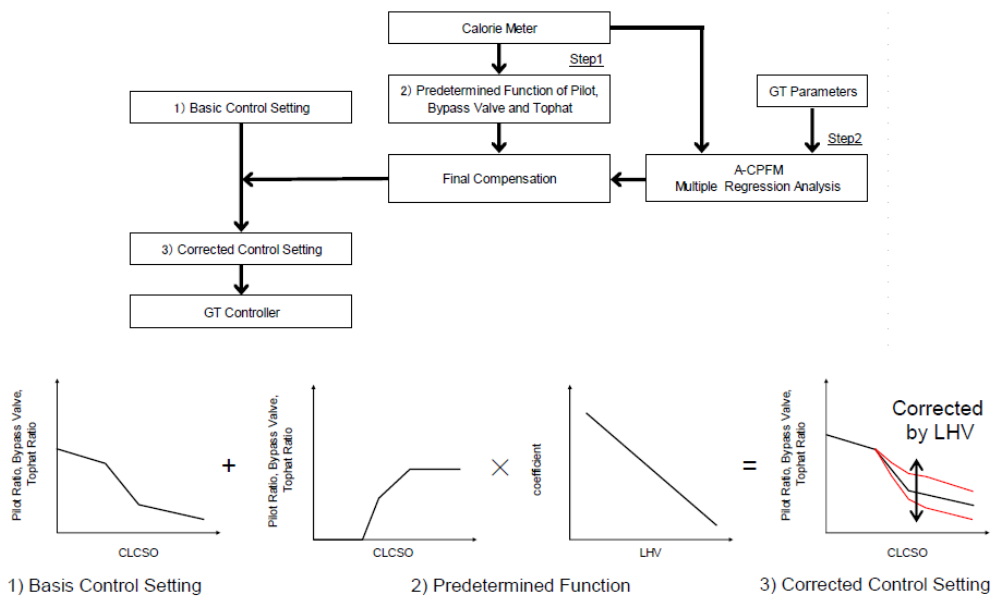 Calorie Meter
Step1
2) Predetermined Function of Pilot,
Bypass Valve and Tophat
1) Basic Control Setting
GT Parameters
Step2
Final Compensation
A-CPFM
Multiple Regression Analysis
3) Corrected Control Setting
GT Controller
Pilot Ratio, Bypass Valve,
Tophat Ratio
CLCSO
+
Pilot Ratio, Bypass Valve,
Tophat Ratio
CLCSO
×
coefficient
LHV
=
Pilot Ratio, Bypass Valve,
Tophat Ratio
Corrected
by LHV
CLCSO
1) Basis Control Setting
2) Predetermined Function
3) Corrected Control Setting